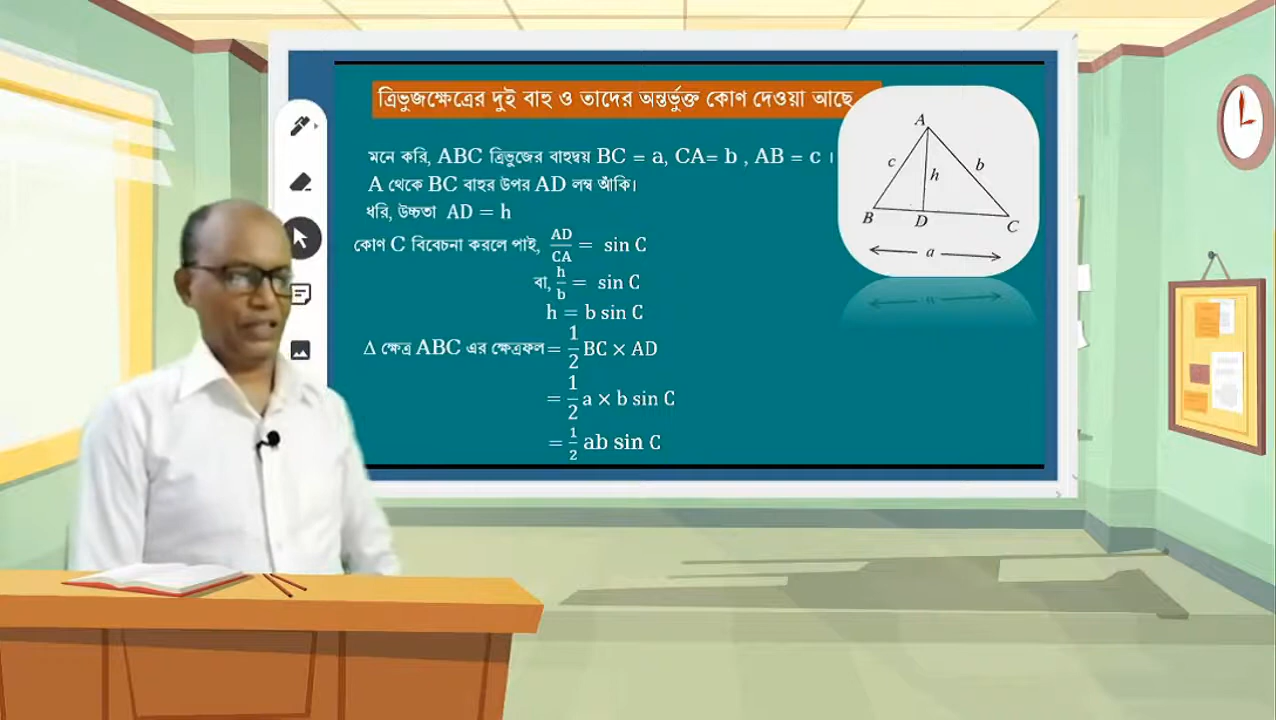 ত্রিভুজক্ষেত্রের দুই বাহু ও তাদের অন্তর্ভুক্ত কোণ দেওয়া আছে
মনে করি, ABC ত্রিভুজের বাহুদ্বয় BC = a, CA= b , AB = c ।
A থেকে BC বাহুর উপর AD লম্ব আঁকি।
ধরি, উচ্চতা AD = h
কোণ C বিবেচনা করলে পাই, AD/CA = sin C
বা, h/b = sin C
h = b sin C
Δ ক্ষেত্র ABC এর ক্ষেত্রফল = 1/2 BC × AD
= 1/2 a × b sin C
= 1/2 ab sin C
A
c
b
h
B
D
C
a